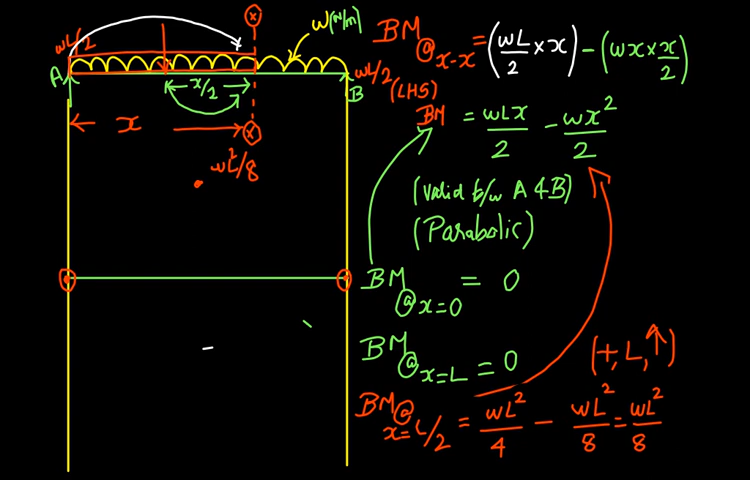 wL/2
w(N/m)
x
A
x/2
wL/2
B
x
x
wL²/8
BM@x-x = (wL/2 × x) - (wx × x/2)
(LHS)
BM = wLx/2 - wx²/2
(Valid b/w A & B)
(Parabolic)
BM@x=0 = 0
BM@x=L = 0
(+, L, ↑)
BM@x=L/2 = wL²/4 - wL²/8 = wL²/8